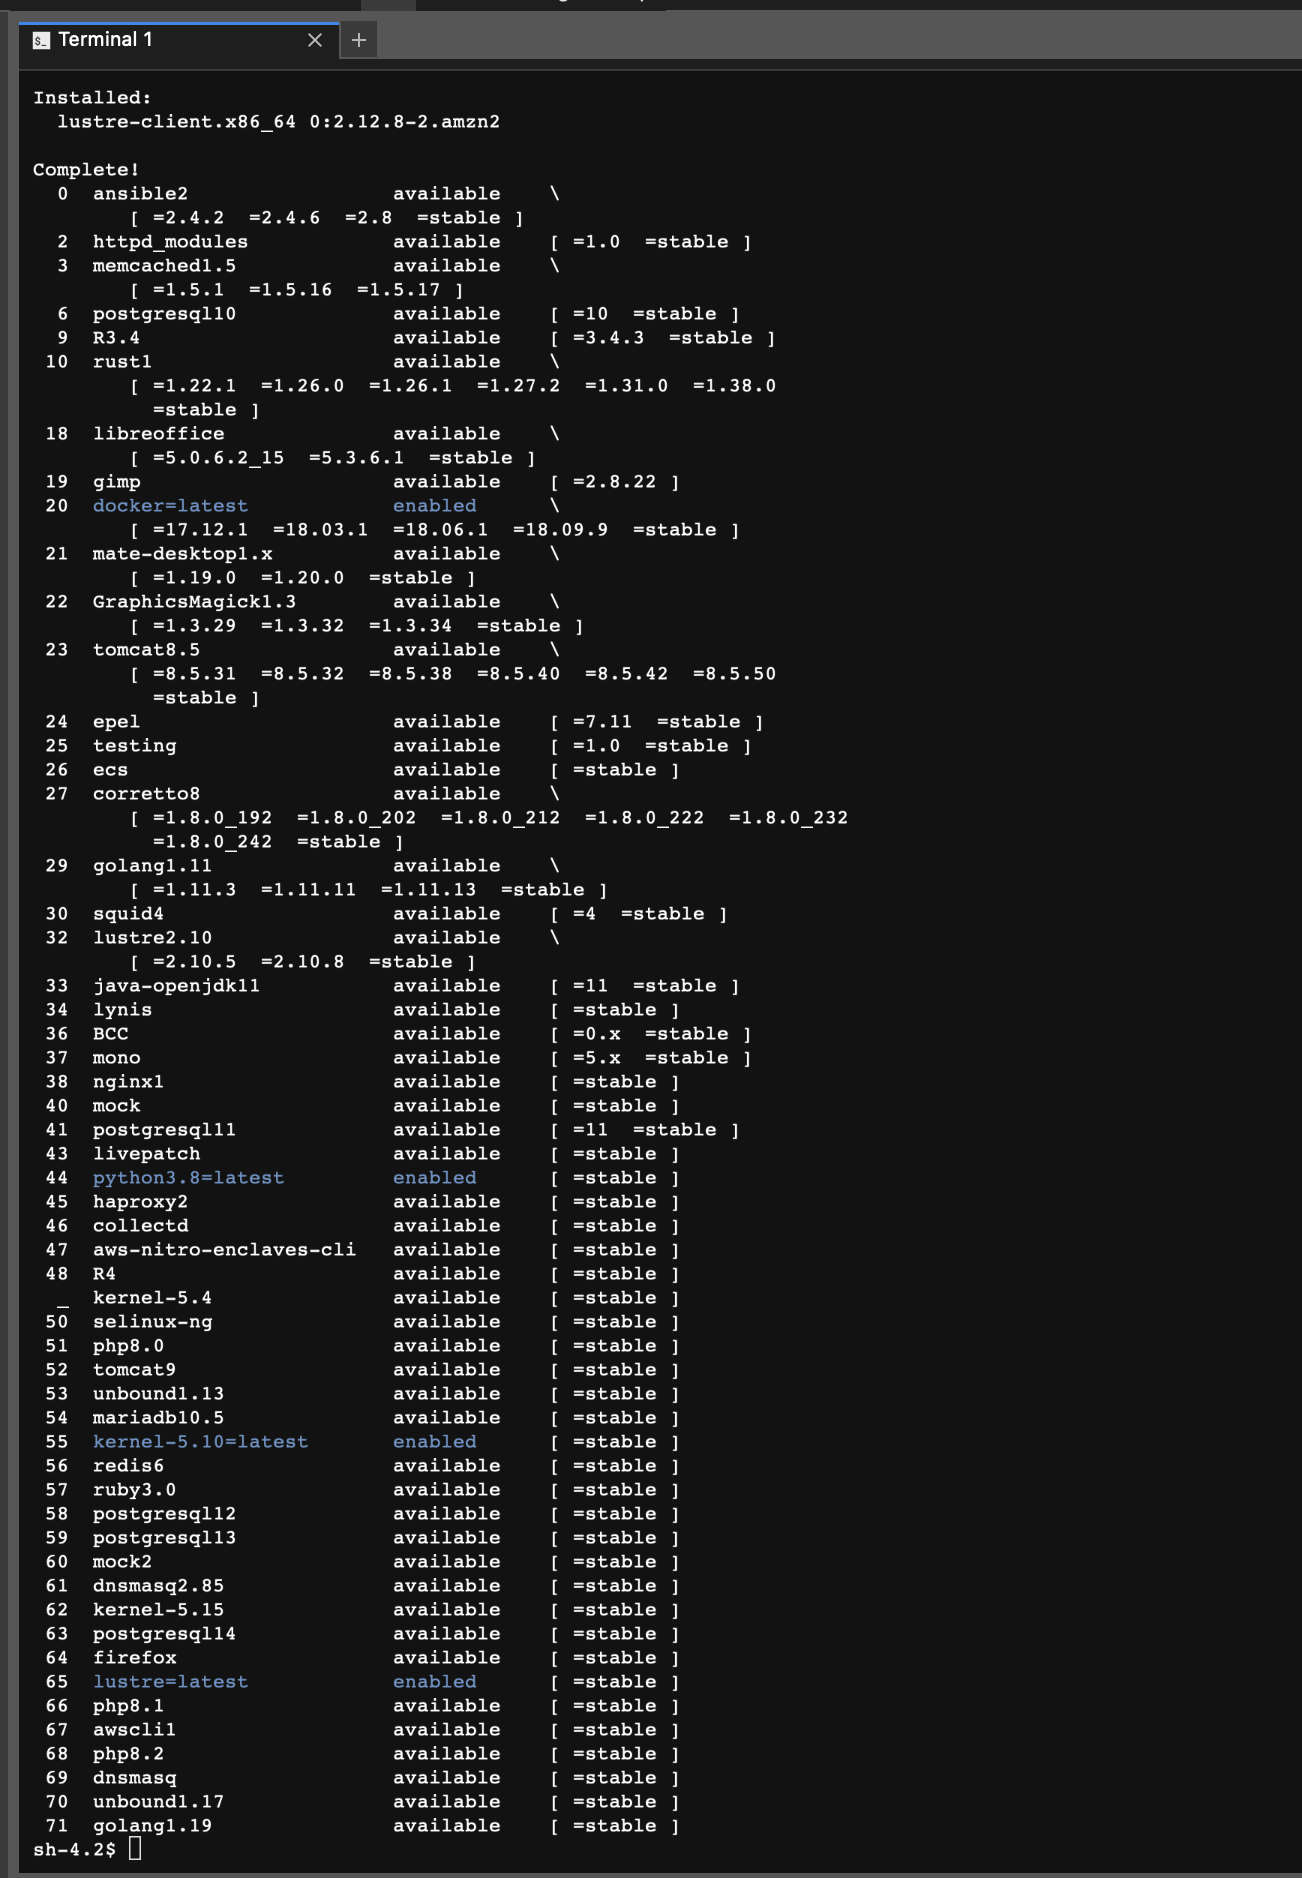 Terminal 1
Installed:
lustre-client.x86_64 0:2.12.8-2.amzn2
Complete!
0 ansible2 available \
[ =2.4.2 =2.4.6 =2.8 =stable ]
2 httpd_modules available [ =1.0 =stable ]
3 memcached1.5 available \
[ =1.5.1 =1.5.16 =1.5.17 ]
6 postgresql10 available [ =10 =stable ]
9 R3.4 available [ =3.4.3 =stable ]
10 rust1 available \
[ =1.22.1 =1.26.0 =1.26.1 =1.27.2 =1.31.0 =1.38.0
=stable ]
18 libreoffice available \
[ =5.0.6.2_15 =5.3.6.1 =stable ]
19 gimp available [ =2.8.22 ]
20 docker=latest enabled \
[ =17.12.1 =18.03.1 =18.06.1 =18.09.9 =stable ]
21 mate-desktop1.x available \
[ =1.19.0 =1.20.0 =stable ]
22 GraphicsMagick1.3 available \
[ =1.3.29 =1.3.32 =1.3.34 =stable ]
23 tomcat8.5 available \
[ =8.5.31 =8.5.32 =8.5.38 =8.5.40 =8.5.42 =8.5.50
=stable ]
24 epel available [ =7.11 =stable ]
25 testing available [ =1.0 =stable ]
26 ecs available [ =stable ]
27 corretto8 available \
[ =1.8.0_192 =1.8.0_202 =1.8.0_212 =1.8.0_222 =1.8.0_232
=1.8.0_242 =stable ]
29 golang1.11 available \
[ =1.11.3 =1.11.11 =1.11.13 =stable ]
30 squid4 available [ =4 =stable ]
32 lustre2.10 available \
[ =2.10.5 =2.10.8 =stable ]
33 java-openjdk11 available [ =11 =stable ]
34 lynis available [ =stable ]
36 BCC available [ =0.x =stable ]
37 mono available [ =5.x =stable ]
38 nginx1 available [ =stable ]
40 mock available [ =stable ]
41 postgresql11 available [ =11 =stable ]
43 livepatch available [ =stable ]
44 python3.8=latest enabled [ =stable ]
45 haproxy2 available [ =stable ]
46 collectd available [ =stable ]
47 aws-nitro-enclaves-cli available [ =stable ]
48 R4 available [ =stable ]
_ kernel-5.4 available [ =stable ]
50 selinux-ng available [ =stable ]
51 php8.0 available [ =stable ]
52 tomcat9 available [ =stable ]
53 unbound1.13 available [ =stable ]
54 mariadb10.5 available [ =stable ]
55 kernel-5.10=latest enabled [ =stable ]
56 redis6 available [ =stable ]
57 ruby3.0 available [ =stable ]
58 postgresql12 available [ =stable ]
59 postgresql13 available [ =stable ]
60 mock2 available [ =stable ]
61 dnsmasq2.85 available [ =stable ]
62 kernel-5.15 available [ =stable ]
63 postgresql14 available [ =stable ]
64 firefox available [ =stable ]
65 lustre=latest enabled [ =stable ]
66 php8.1 available [ =stable ]
67 awscli1 available [ =stable ]
68 php8.2 available [ =stable ]
69 dnsmasq available [ =stable ]
70 unbound1.17 available [ =stable ]
71 golang1.19 available [ =stable ]
sh-4.2$